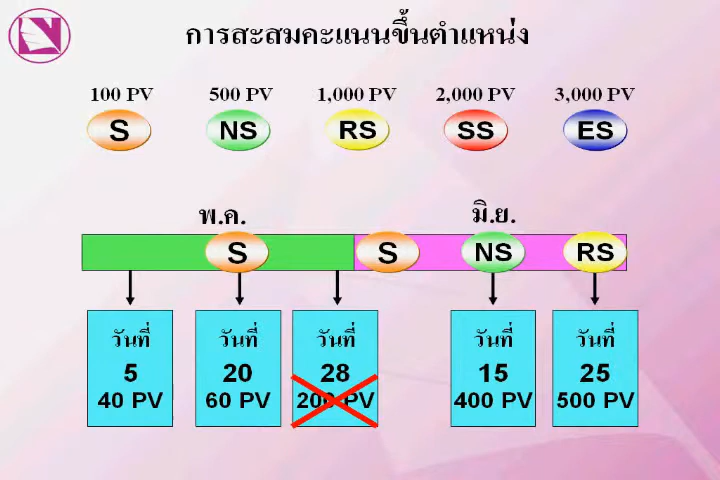 การสะสมคะแนนขึ้นตำแหน่ง
100 PV 500 PV 1,000 PV 2,000 PV 3,000 PV
S NS RS SS ES
พ.ค. มิ.ย.
S S NS RS
วันที่ วันที่ วันที่ วันที่ วันที่
5 20 28 15 25
40 PV 60 PV 200 PV 400 PV 500 PV